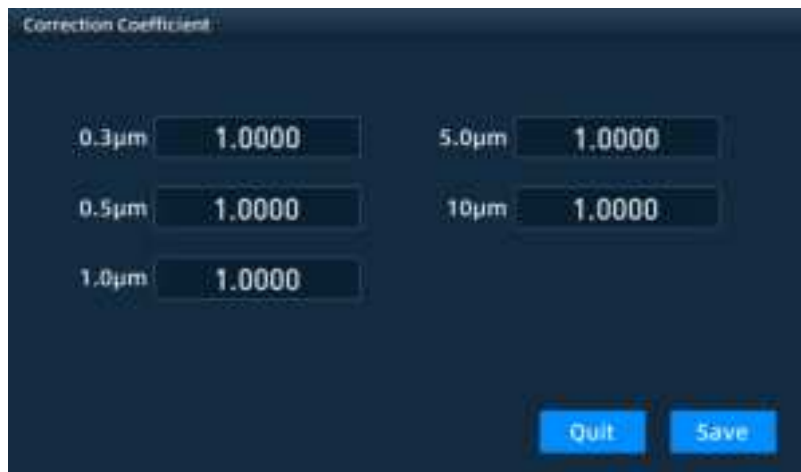 Correction Coefficient
0.3μm 1.0000 5.0μm 1.0000
0.5μm 1.0000 10μm 1.0000
1.0μm 1.0000
Quit Save